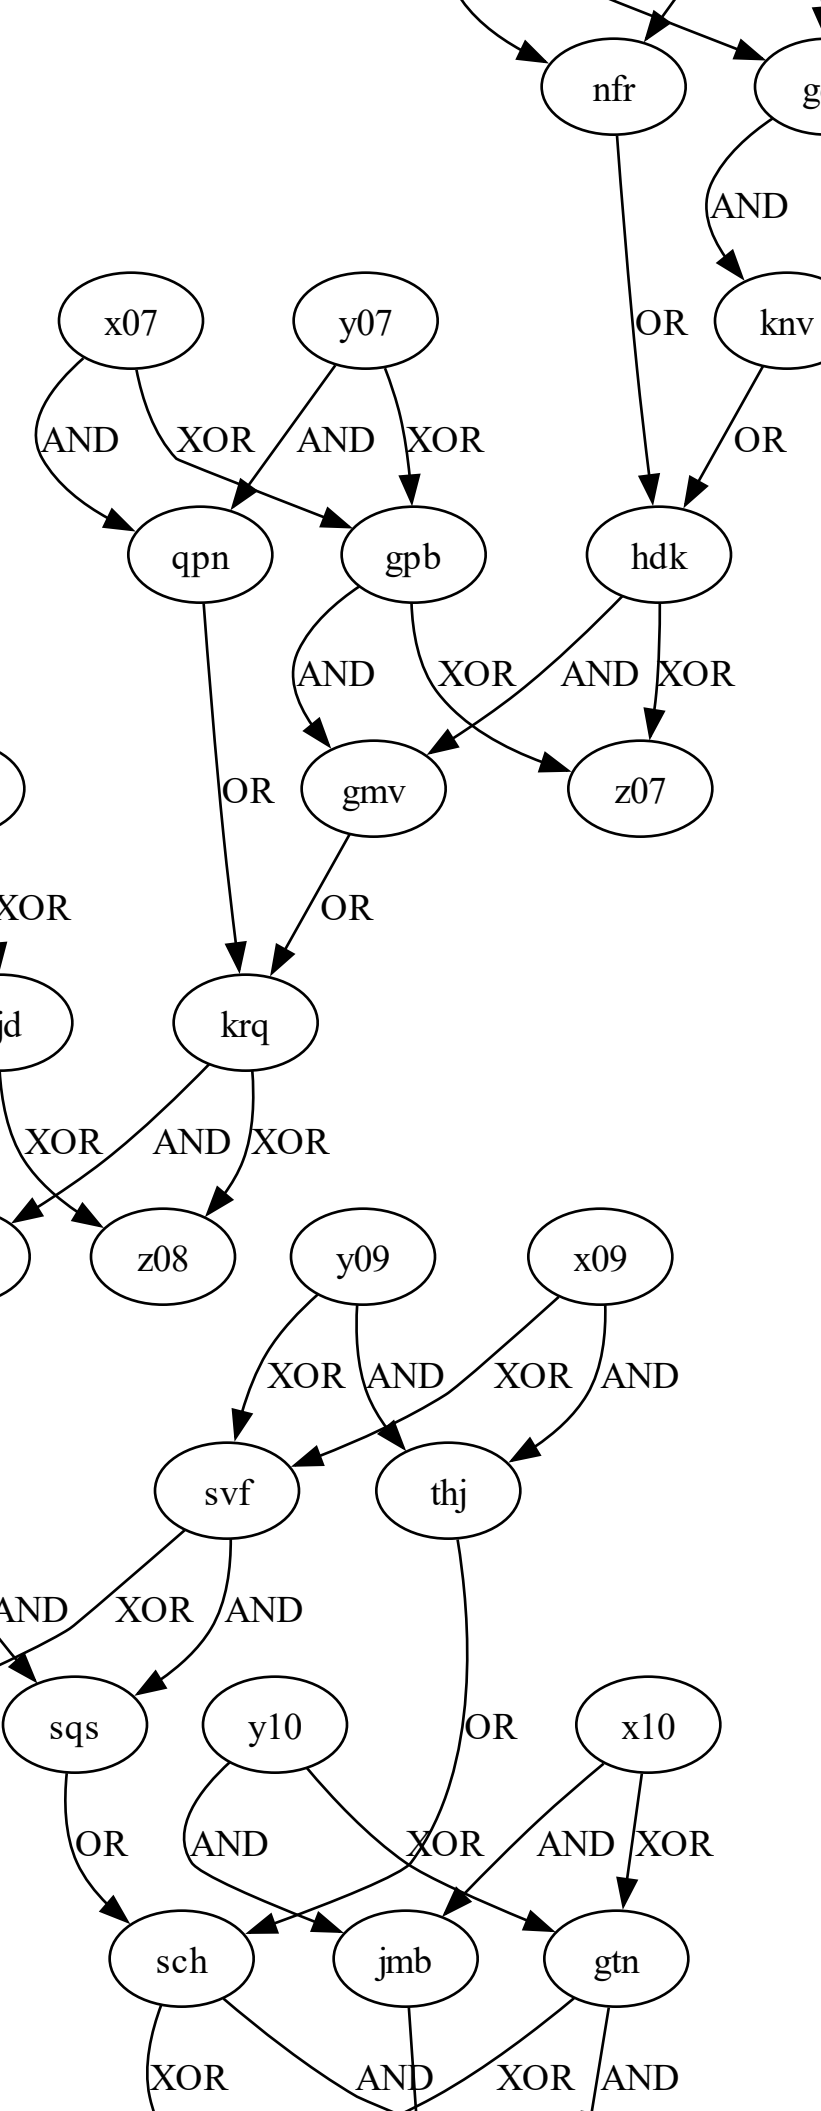 nfr
g
AND
x07 y07 OR knv
AND XOR AND XOR OR
qpn gpb hdk
AND XOR AND XOR
OR gmv z07
XOR OR
jd krq
XOR AND XOR
z08 y09 x09
XOR AND XOR AND
svf thj
AND XOR AND
sqs y10 OR x10
OR AND XOR AND XOR
sch jmb gtn
XOR AND XOR AND